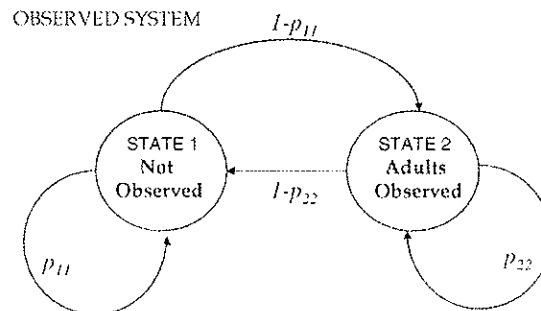 OBSERVED SYSTEM
1-p11
STATE 1
Not
Observed
STATE 2
Adults
Observed
1-p22
p11
p22